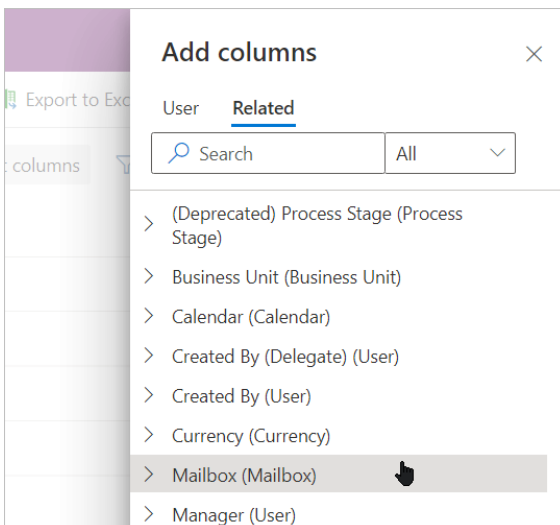 Add columns
Export to Exc
User Related
Search All
columns
(Deprecated) Process Stage (Process
Stage)
Business Unit (Business Unit)
Calendar (Calendar)
Created By (Delegate) (User)
Created By (User)
Currency (Currency)
Mailbox (Mailbox)
Manager (User)